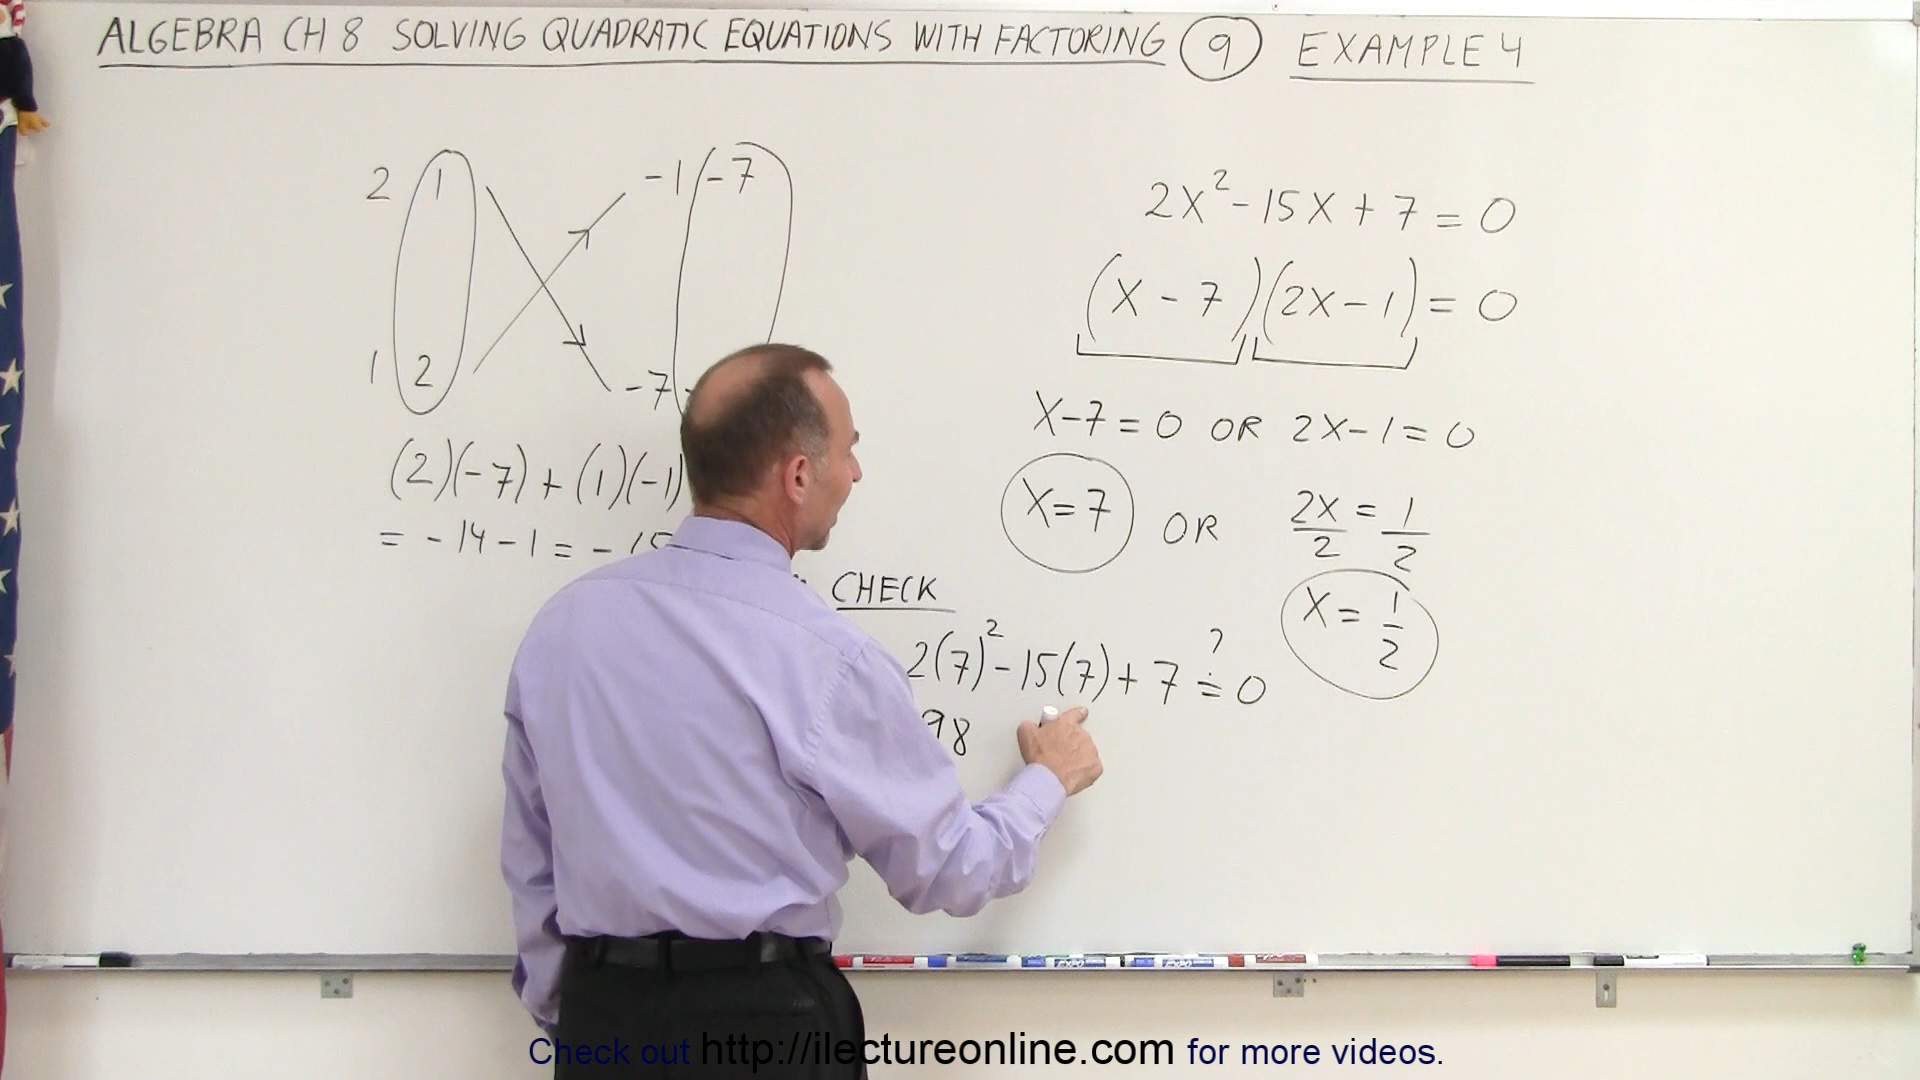 ALGEBRA CH 8 SOLVING QUADRATIC EQUATIONS WITH FACTORING 9 EXAMPLE 4
2 1 -1 -7
1 2 -7
(2)(-7) + (1)(-1)
= -14 - 1 = -15
2X² - 15X + 7 = 0
(X - 7)(2X - 1) = 0
X - 7 = 0 OR 2X - 1 = 0
X = 7 OR 2X/2 = 1/2
X = 1/2
CHECK
2(7)² - 15(7) + 7 ≟ 0
98
EXPO EXPO
Check out http://ilectureonline.com for more videos.